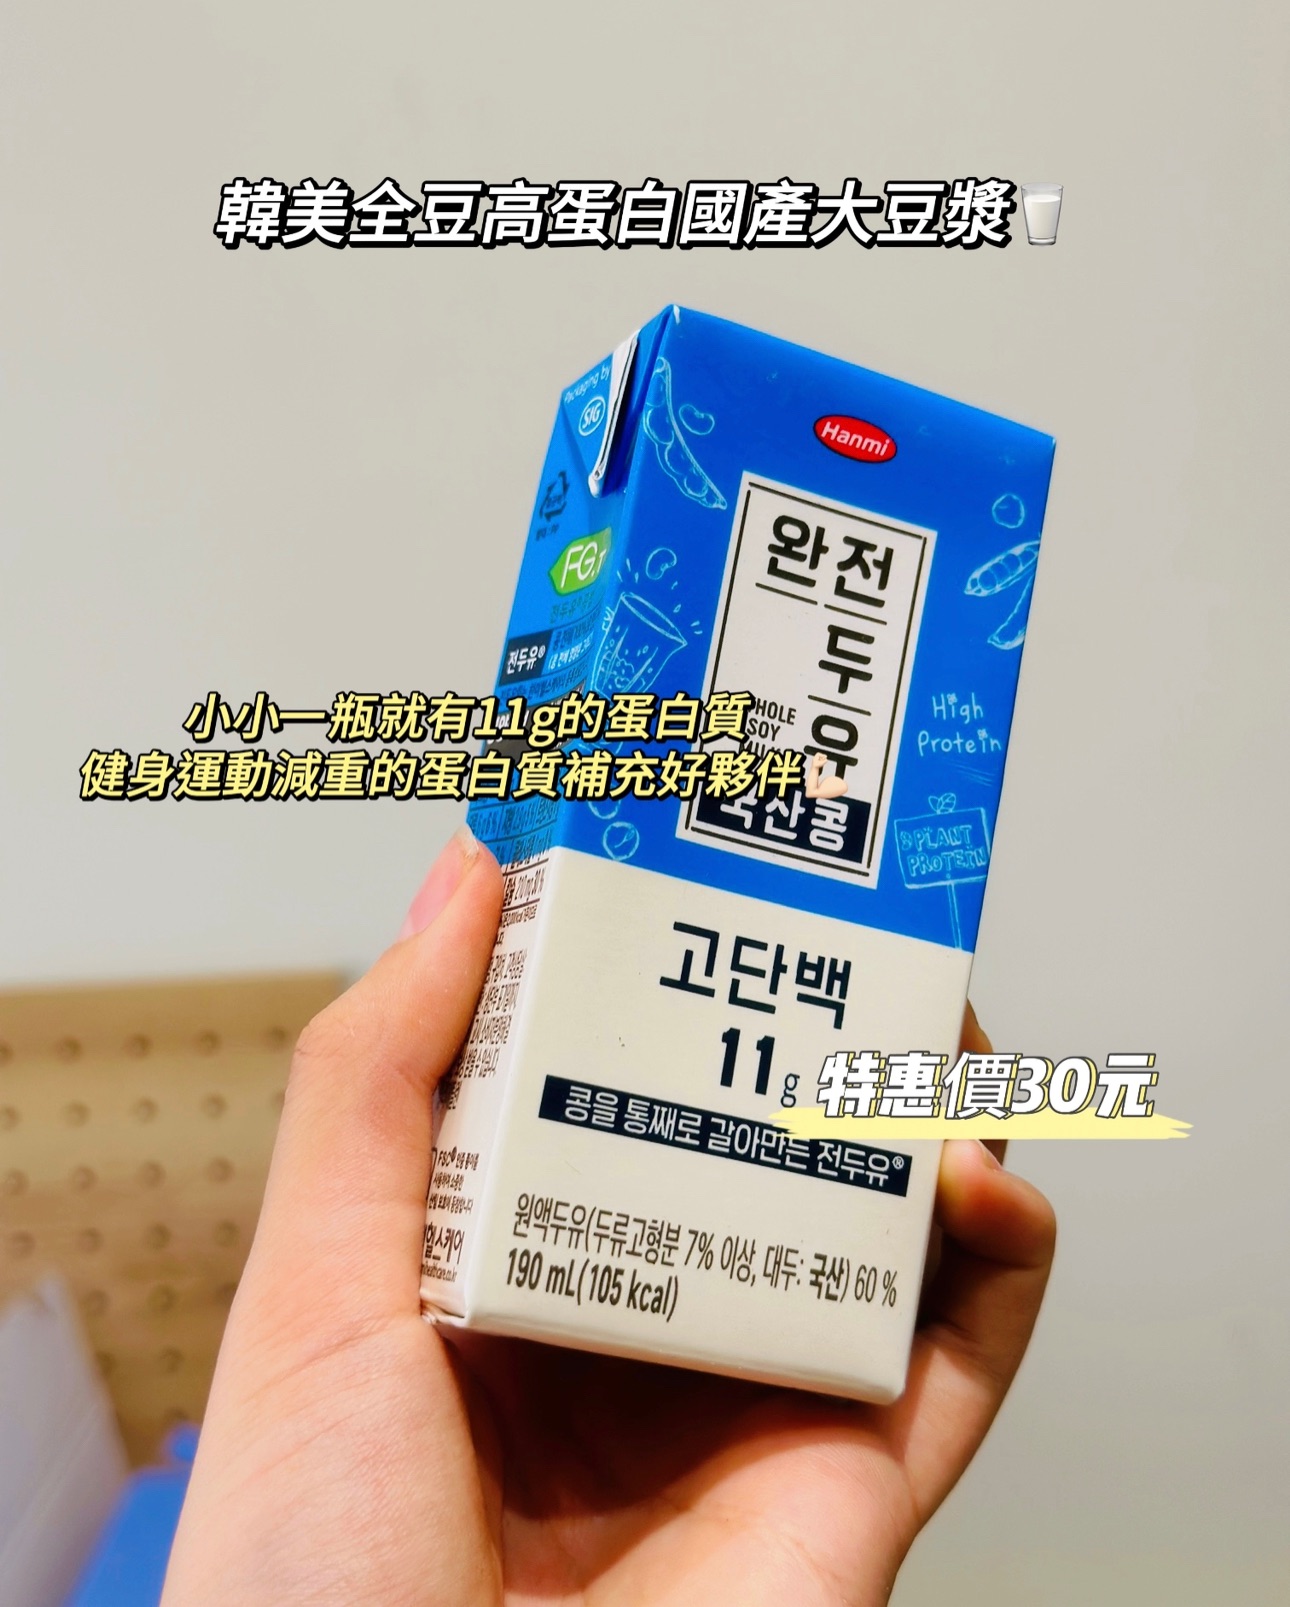 韓美全豆高蛋白國產大豆漿🥛
Packaging by
SIG
Hanmi
완전
두
유
WHOLE
SOY
국산콩
High
Protein
PLANT
PROTEIN
전두유®
小小一瓶就有11g的蛋白質
健身運動減重的蛋白質補充好夥伴💪🏻
고단백
11g
特惠價30元
콩을 통째로 갈아만든 전두유®
원액두유(두류고형분 7% 이상, 대두: 국산) 60 %
190 mL(105 kcal)